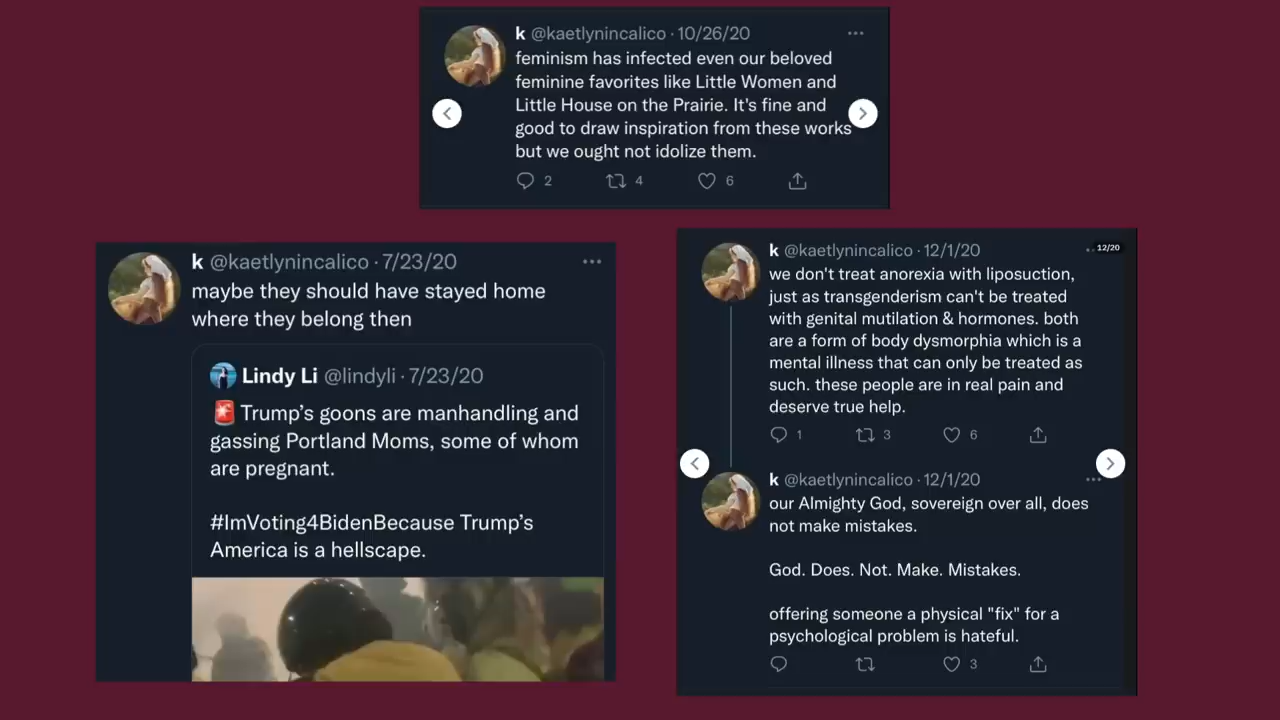 k @kaetlynincalico · 10/26/20
feminism has infected even our beloved
feminine favorites like Little Women and
Little House on the Prairie. It's fine and
good to draw inspiration from these works
but we ought not idolize them.
2 4 6
k @kaetlynincalico · 7/23/20
maybe they should have stayed home
where they belong then
Lindy Li @lindyli · 7/23/20
🚨 Trump's goons are manhandling and
gassing Portland Moms, some of whom
are pregnant.
#ImVoting4BidenBecause Trump's
America is a hellscape.
k @kaetlynincalico · 12/1/20
12/20
we don't treat anorexia with liposuction,
just as transgenderism can't be treated
with genital mutilation & hormones. both
are a form of body dysmorphia which is a
mental illness that can only be treated as
such. these people are in real pain and
deserve true help.
1 3 6
k @kaetlynincalico · 12/1/20
our Almighty God, sovereign over all, does
not make mistakes.
God. Does. Not. Make. Mistakes.
offering someone a physical "fix" for a
psychological problem is hateful.
3